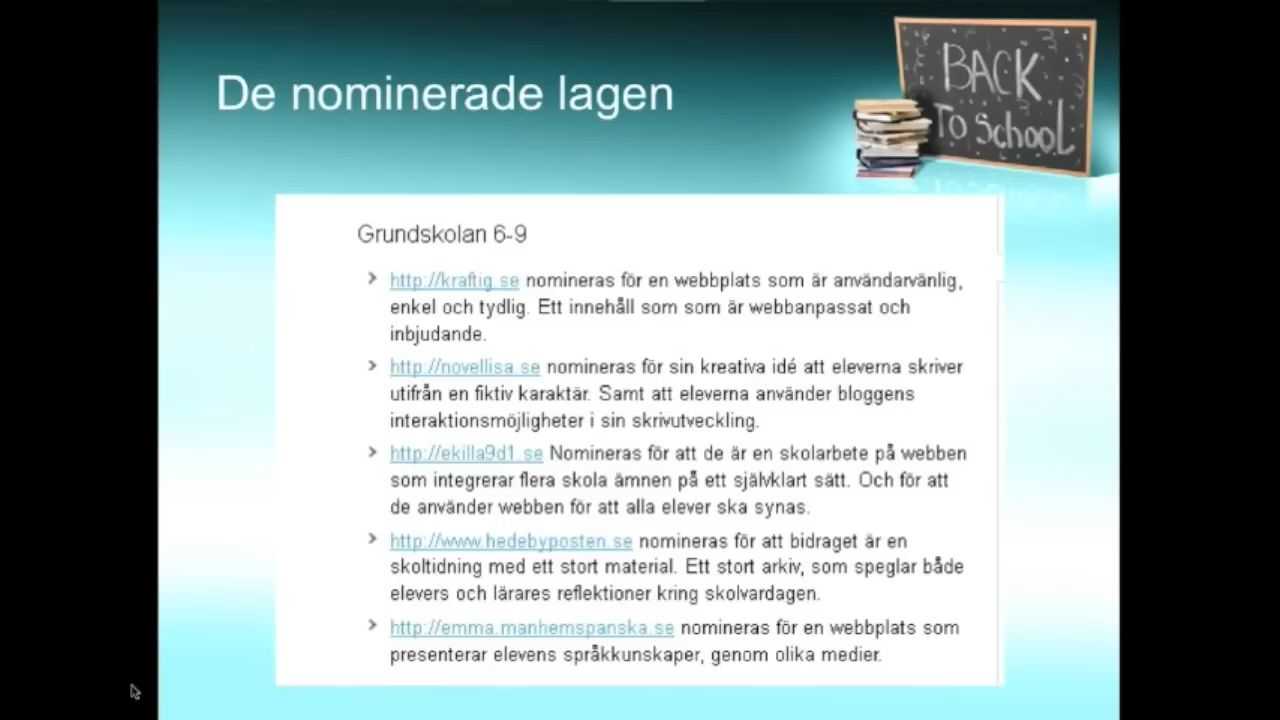 De nominerade lagen
BACK
To School
Grundskolan 6-9
http://kraftig.se nomineras för en webbplats som är användarvänlig,
enkel och tydlig. Ett innehåll som som är webbanpassat och
inbjudande.
http://novellisa.se nomineras för sin kreativa idé att eleverna skriver
utifrån en fiktiv karaktär. Samt att eleverna använder bloggens
interaktionsmöjligheter i sin skrivutveckling.
http://ekilla9d1.se Nomineras för att de är en skolarbete på webben
som integrerar flera skola ämnen på ett självklart sätt. Och för att
de använder webben för att alla elever ska synas.
http://www.hedebyposten.se nomineras för att bidraget är en
skoltidning med ett stort material. Ett stort arkiv, som speglar både
elevers och lärares reflektioner kring skolvardagen.
http://emma.manhemspanska.se nomineras för en webbplats som
presenterar elevens språkkunskaper, genom olika medier.